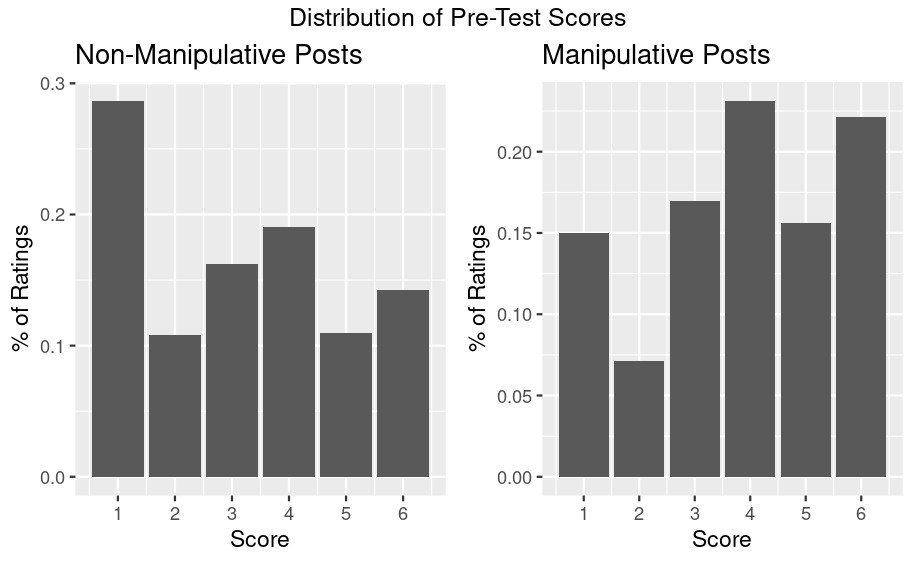 Distribution of Pre-Test Scores
Non-Manipulative Posts
% of Ratings
0.3
0.2
0.1
0.0
1 2 3 4 5 6
Score
Manipulative Posts
% of Ratings
0.20
0.15
0.10
0.05
0.00
1 2 3 4 5 6
Score